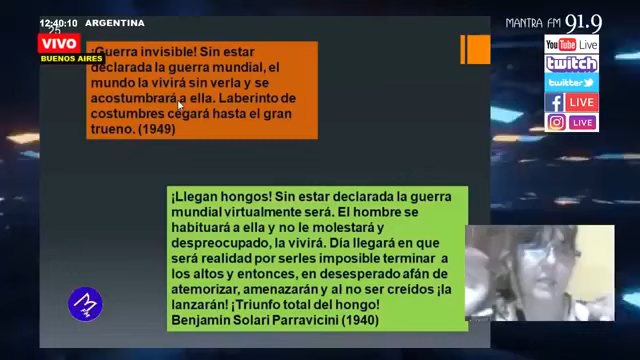 12:40:10 ARGENTINA
25
VIVO
BUENOS AIRES
MANTRA FM 91.9
YouTube Live
twitch
twitter
LIVE
LIVE
¡Guerra invisible! Sin estar
declarada la guerra mundial, el
mundo la vivirá sin verla y se
acostumbrará a ella. Laberinto de
costumbres cegará hasta el gran
trueno. (1949)
¡Llegan hongos! Sin estar declarada la guerra
mundial virtualmente será. El hombre se
habituará a ella y no le molestará y
despreocupado, la vivirá. Día llegará en que
será realidad por serles imposible terminar a
los altos y entonces, en desesperado afán de
atemorizar, amenazarán y al no ser creídos ¡la
lanzarán! ¡Triunfo total del hongo!
Benjamín Solari Parravicini (1940)